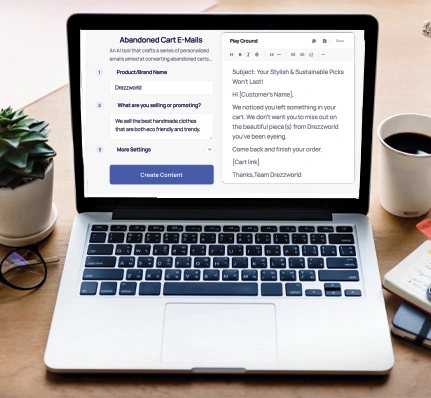 Abandoned Cart E-Mails
An AI tool that crafts a series of personalized
emails aimed at converting abandoned carts...
1 Product/Brand Name
Drezzworld
2 What are you selling or promoting?
We sell the best handmade clothes
that are both eco friendly and trendy.
3 More Settings
Create Content
Play Ground
Save
Subject: Your Stylish & Sustainable Picks
Won't Last!
Hi [Customer's Name],
We noticed you left something in your
cart. We don't want you to miss out on
the beautiful piece(s) from Drezzworld
you've been eyeing.
Come back and finish your order.
[Cart link]
Thanks,Team Drezzworld